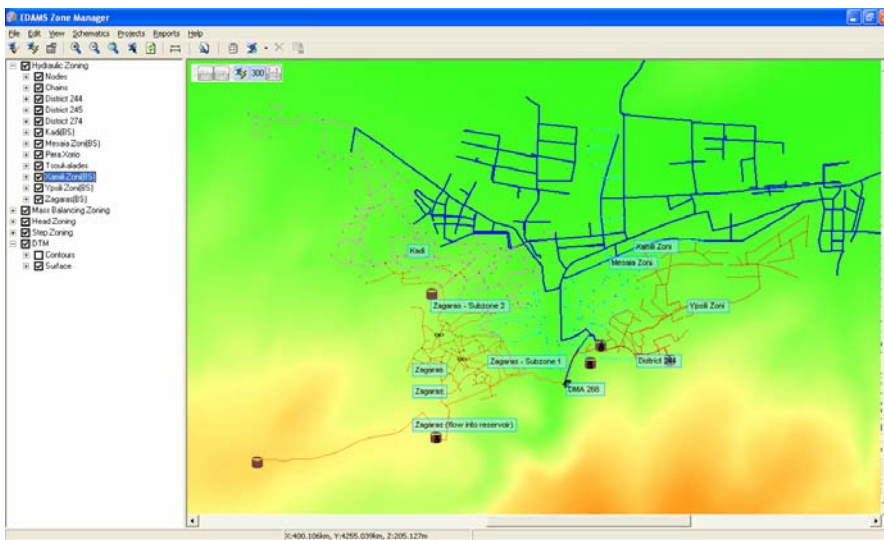 EDAMS Zone Manager
File Edit View Schematics Projects Reports Help
300
Hydraulic Zoning
Nodes
Chains
District 244
District 245
District 274
Kadi(BS)
Mesaia Zoni(BS)
Pera Xorio
Tsoukalades
Xamili Zoni(BS)
Ypsili Zoni(BS)
Zagaras(BS)
Mass Balancing Zoning
Head Zoning
Step Zoning
DTM
Contours
Surface
Kadi
Xamili Zoni
Mesaia Zoni
Zagaras - Subzone 2
Ypsili Zoni
Zagaras - Subzone 1
District 244
Zagaras
DMA 268
Zagaras
Zagaras (flow into reservoir)
X:400.106km, Y:4255.039km, Z:205.127m